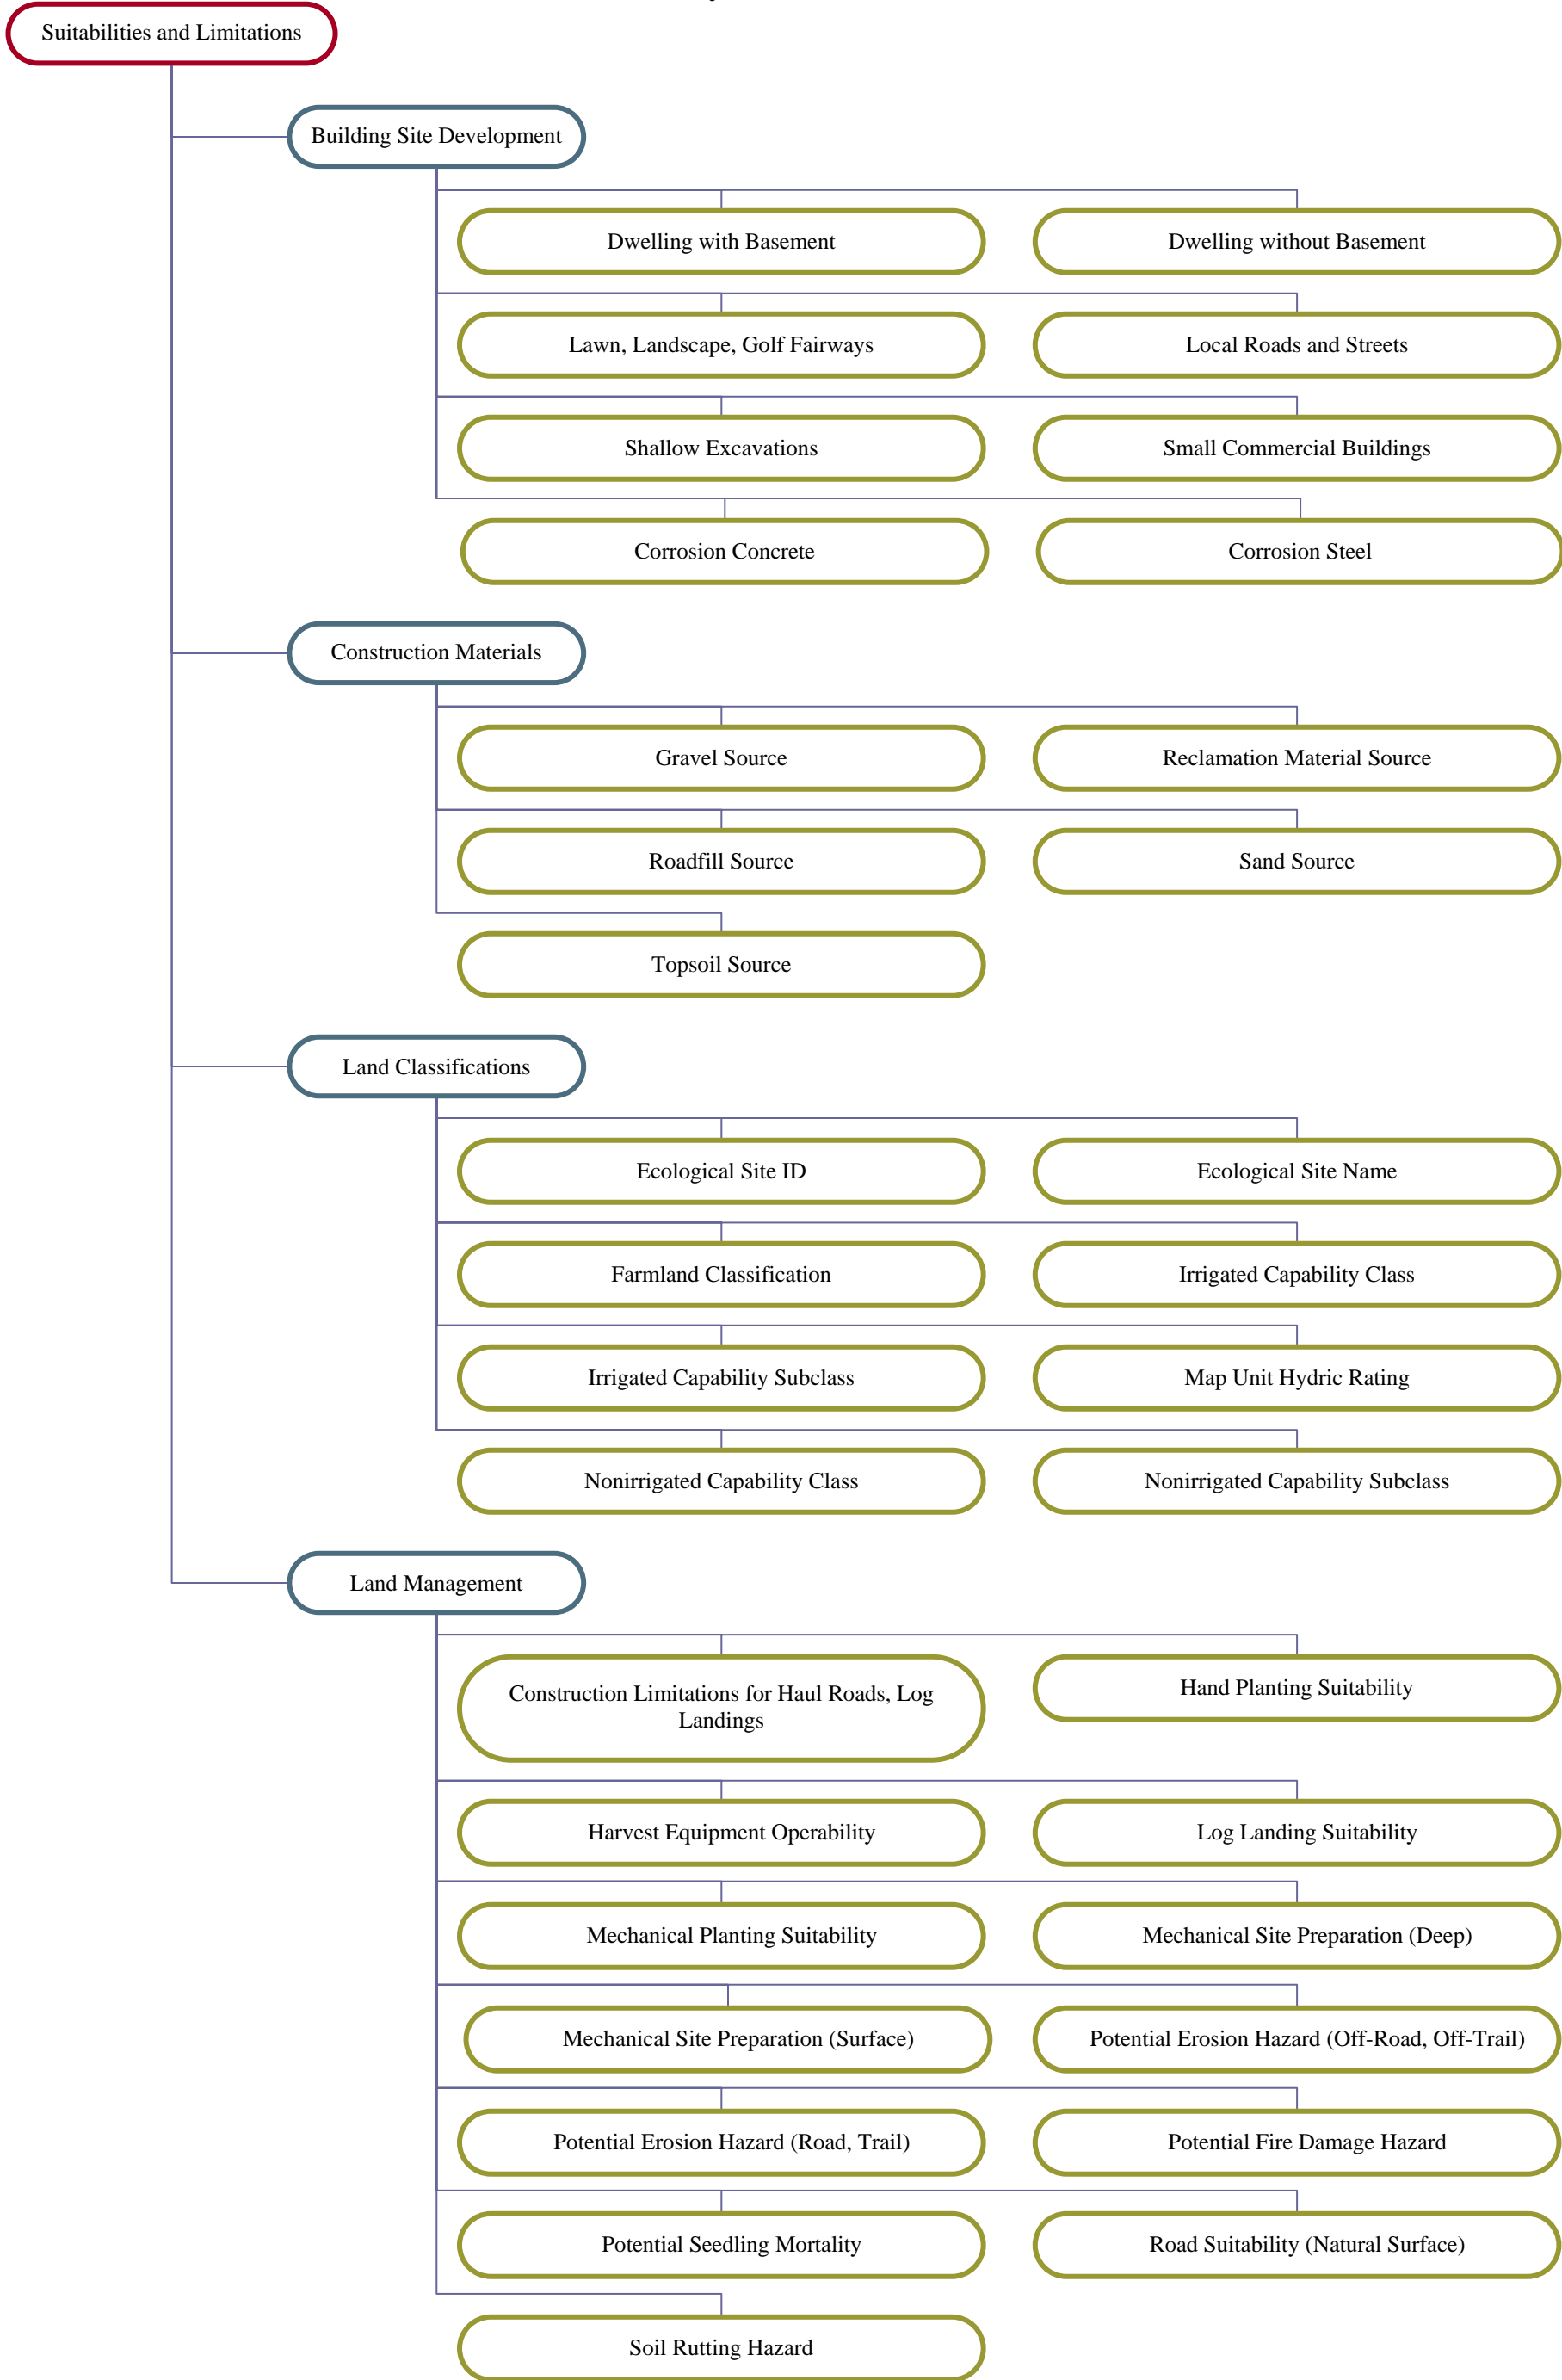 Suitabilities and Limitations
Building Site Development
Dwelling with Basement
Dwelling without Basement
Lawn, Landscape, Golf Fairways
Local Roads and Streets
Shallow Excavations
Small Commercial Buildings
Corrosion Concrete
Corrosion Steel
Construction Materials
Gravel Source
Reclamation Material Source
Roadfill Source
Sand Source
Topsoil Source
Land Classifications
Ecological Site ID
Ecological Site Name
Farmland Classification
Irrigated Capability Class
Irrigated Capability Subclass
Map Unit Hydric Rating
Nonirrigated Capability Class
Nonirrigated Capability Subclass
Land Management
Construction Limitations for Haul Roads, Log
Landings
Hand Planting Suitability
Harvest Equipment Operability
Log Landing Suitability
Mechanical Planting Suitability
Mechanical Site Preparation (Deep)
Mechanical Site Preparation (Surface)
Potential Erosion Hazard (Off-Road, Off-Trail)
Potential Erosion Hazard (Road, Trail)
Potential Fire Damage Hazard
Potential Seedling Mortality
Road Suitability (Natural Surface)
Soil Rutting Hazard